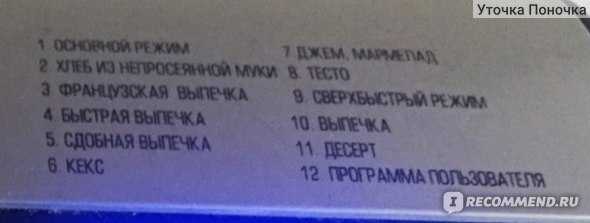 Уточка Поночка
1 ОСНОВНОЙ РЕЖИМ
2 ХЛЕБ ИЗ НЕПРОСЕЯННОЙ МУКИ
3 ФРАНЦУЗСКАЯ ВЫПЕЧКА
4 БЫСТРАЯ ВЫПЕЧКА
5. СДОБНАЯ ВЫПЕЧКА
6. КЕКС
7 ДЖЕМ, МАРМЕЛАД
8. ТЕСТО
9. СВЕРХБЫСТРЫЙ РЕЖИМ
10. ВЫПЕЧКА
11. ДЕСЕРТ
12 ПРОГРАММА ПОЛЬЗОВАТЕЛЯ
IRECOMMEND.RU